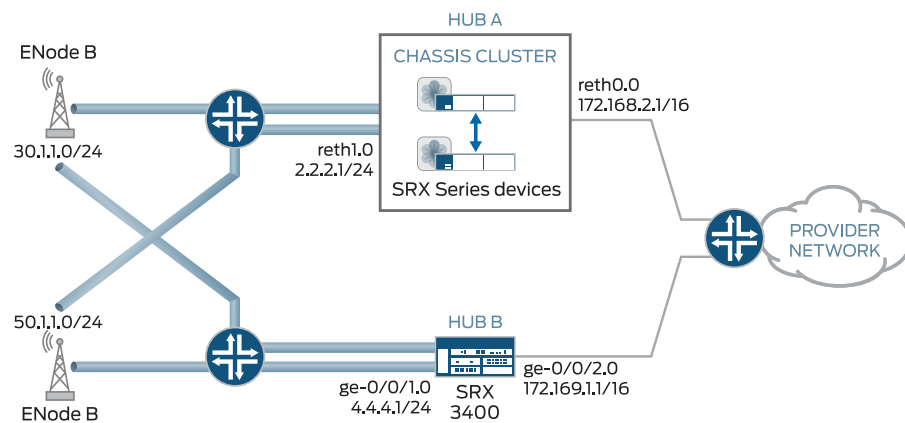 HUB A
CHASSIS CLUSTER
ENode B
30.1.1.0/24
reth1.0
2.2.2.1/24
SRX Series devices
reth0.0
172.168.2.1/16
PROVIDER
NETWORK
50.1.1.0/24
ENode B
HUB B
ge-0/0/1.0
4.4.4.1/24
SRX
3400
ge-0/0/2.0
172.169.1.1/16